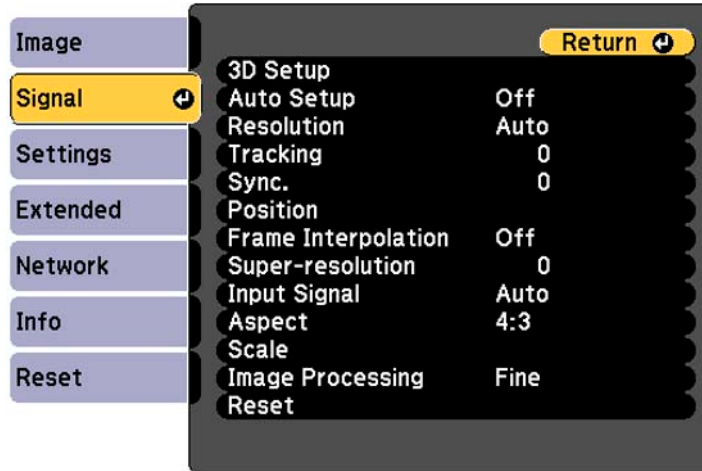 Image
Signal
Settings
Extended
Network
Info
Reset
Return
3D Setup
Auto Setup Off
Resolution Auto
Tracking 0
Sync. 0
Position
Frame Interpolation Off
Super-resolution 0
Input Signal Auto
Aspect 4:3
Scale
Image Processing Fine
Reset